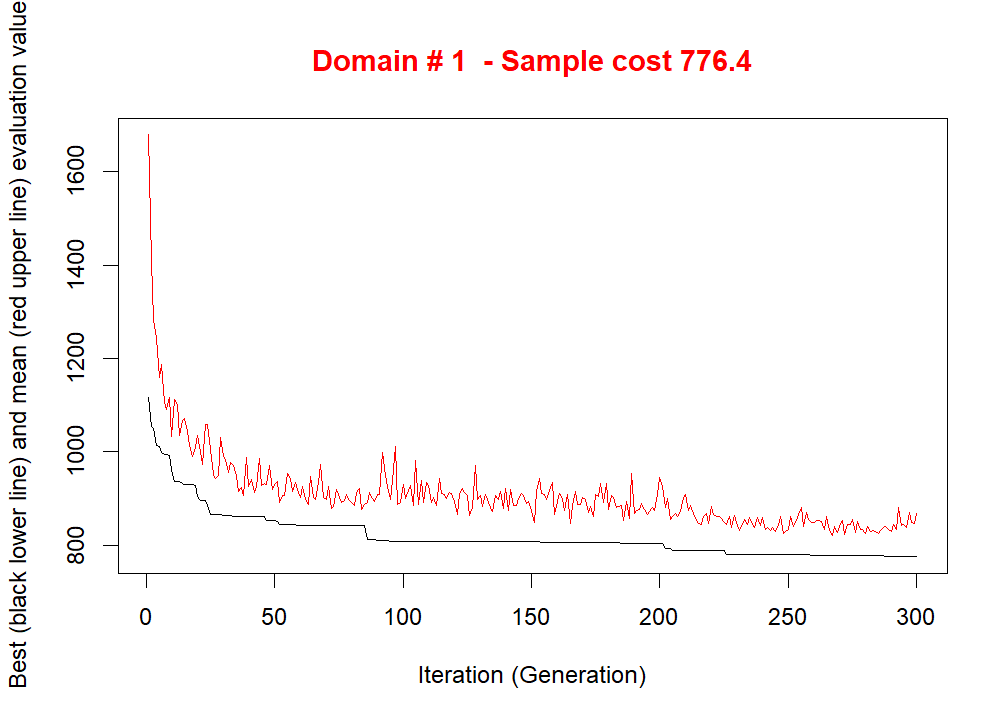 Domain # 1  - Sample cost 776.4
Best (black lower line) and mean (red upper line) evaluation value
1600
1400
1200
1000
800
0 50 100 150 200 250 300
Iteration (Generation)